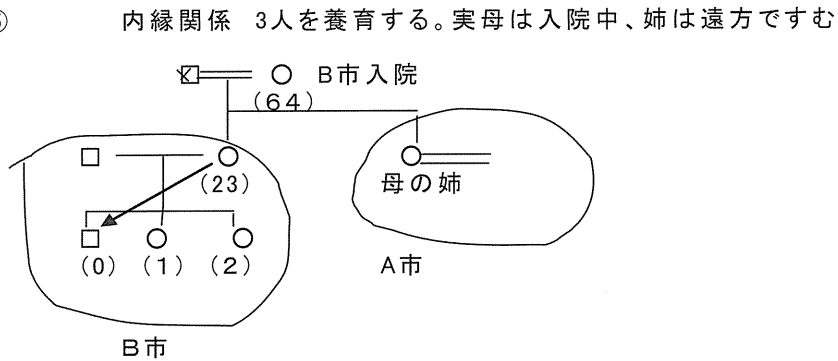 内縁関係 3人を養育する。実母は入院中、姉は遠方ですむ
B市入院
(64)
(23)
母の姉
(0) (1) (2)
A市
B市